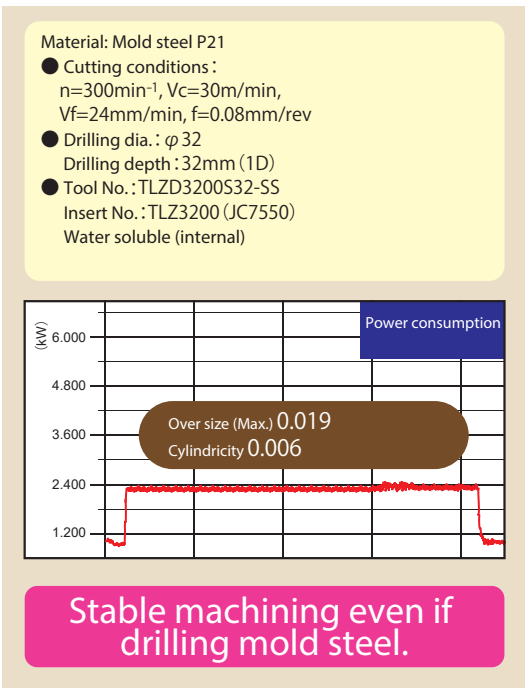 Material: Mold steel P21
● Cutting conditions:
n=300min⁻¹, Vc=30m/min,
Vf=24mm/min, f=0.08mm/rev
● Drilling dia.: φ32
Drilling depth:32mm (1D)
● Tool No.:TLZD3200S32-SS
Insert No.:TLZ3200 (JC7550)
Water soluble (internal)
Power consumption
(kW)
6.000
4.800
3.600
2.400
1.200
Over size (Max.) 0.019
Cylindricity 0.006
Stable machining even if
drilling mold steel.